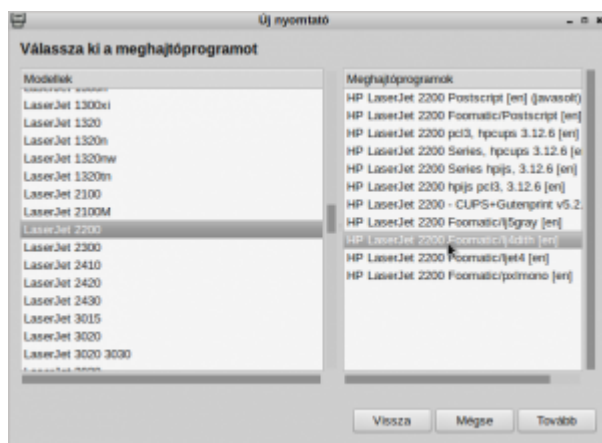 Új nyomtató
Válassza ki a meghajtóprogramot
Modellek
LaserJet 1300xi
LaserJet 1320
LaserJet 1320n
LaserJet 1320nw
LaserJet 1320tn
LaserJet 2100
LaserJet 2100M
LaserJet 2200
LaserJet 2300
LaserJet 2410
LaserJet 2420
LaserJet 2430
LaserJet 3015
LaserJet 3020
LaserJet 3020 3030
Meghajtóprogramok
HP LaserJet 2200 Postscript [en] (javasolt)
HP LaserJet 2200 Foomatic/Postscript [en]
HP LaserJet 2200 pcl3, hpcups 3.12.6 [en]
HP LaserJet 2200 Series, hpcups 3.12.6 [e
HP LaserJet 2200 Series hpijs, 3.12.6 [en]
HP LaserJet 2200 hpijs pcl3, 3.12.6 [en]
HP LaserJet 2200 - CUPS+Gutenprint v5.2.
HP LaserJet 2200 Foomatic/lj5gray [en]
HP LaserJet 2200 Foomatic/lj4dith [en]
HP LaserJet 2200 Foomatic/ljet4 [en]
HP LaserJet 2200 Foomatic/pxlmono [en]
Vissza
Mégse
Tovább